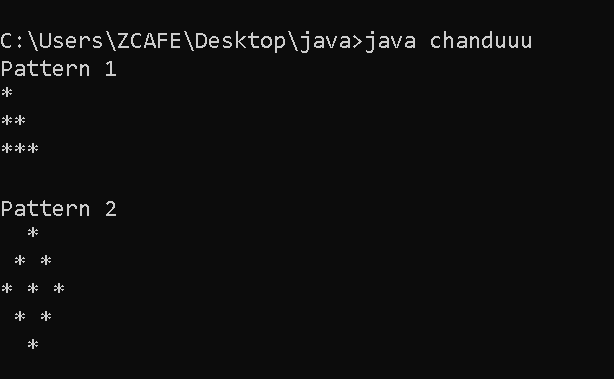 C:\Users\ZCAFE\Desktop\java>java chanduuu
Pattern 1
*
**
***

Pattern 2
  *
 * *
* * *
 * *
  *